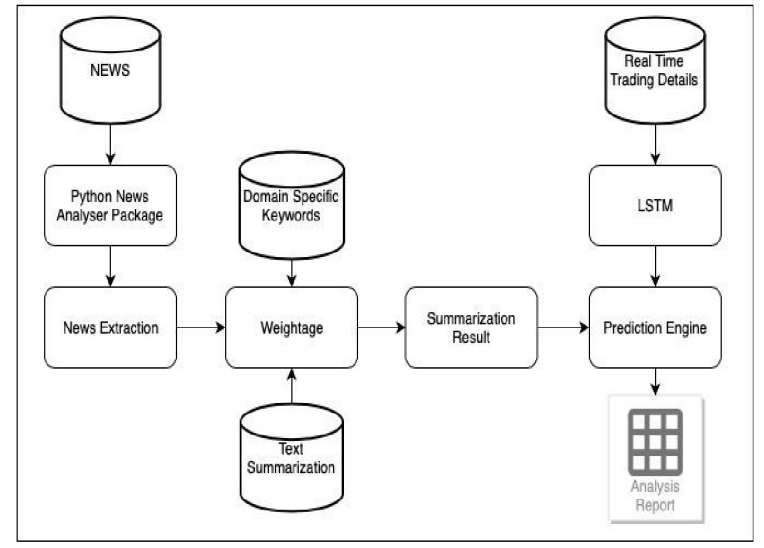 NEWS
Real Time
Trading Details
Python News
Analyser Package
Domain Specific
Keywords
LSTM
News Extraction
Weightage
Summarization
Result
Prediction Engine
Text
Summarization
Analysis
Report